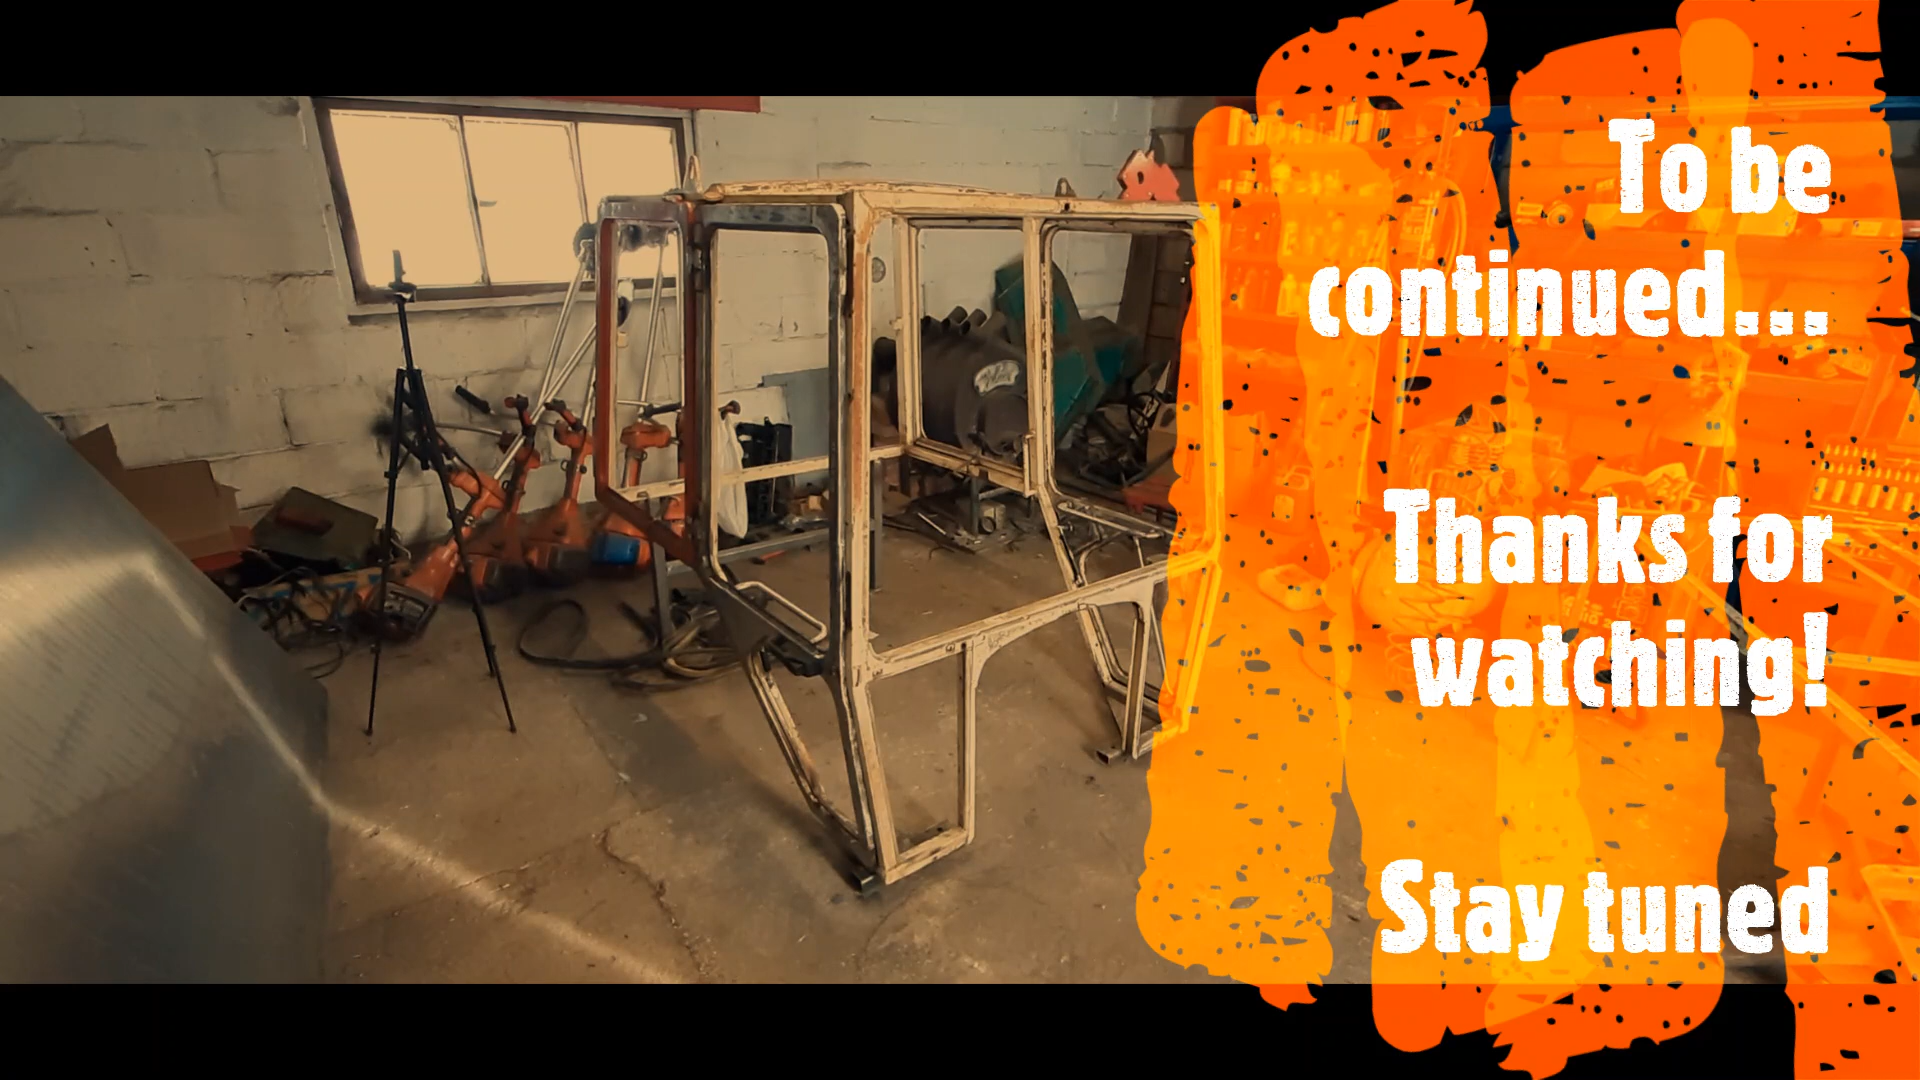 To be
continued...
Thanks for
watching!
Stay tuned